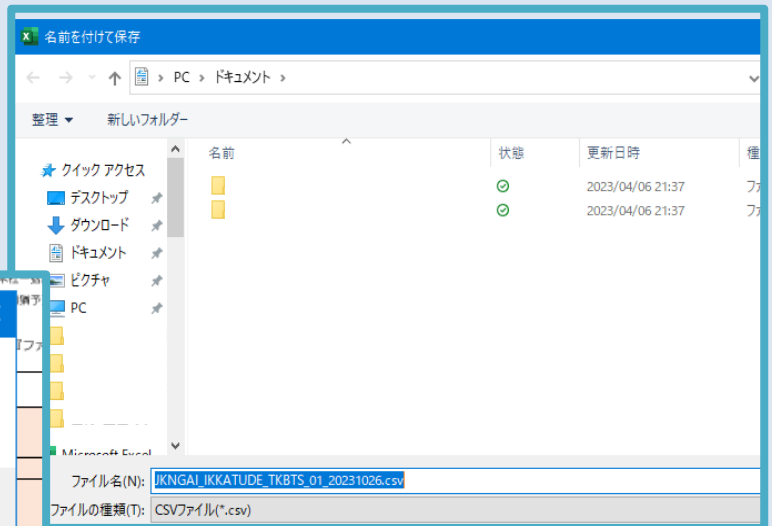 名前を付けて保存
PC › ドキュメント ›
整理 新しいフォルダー
名前 状態 更新日時 種
クイック アクセス
デスクトップ
2023/04/06 21:37 ファ
ダウンロード
2023/04/06 21:37 ファ
ドキュメント
ピクチャ
PC
Microsoft Excel
ファイル名(N): JKNGAI_IKKATUDE_TKBTS_01_20231026.csv
ファイルの種類(T): CSVファイル(*.csv)